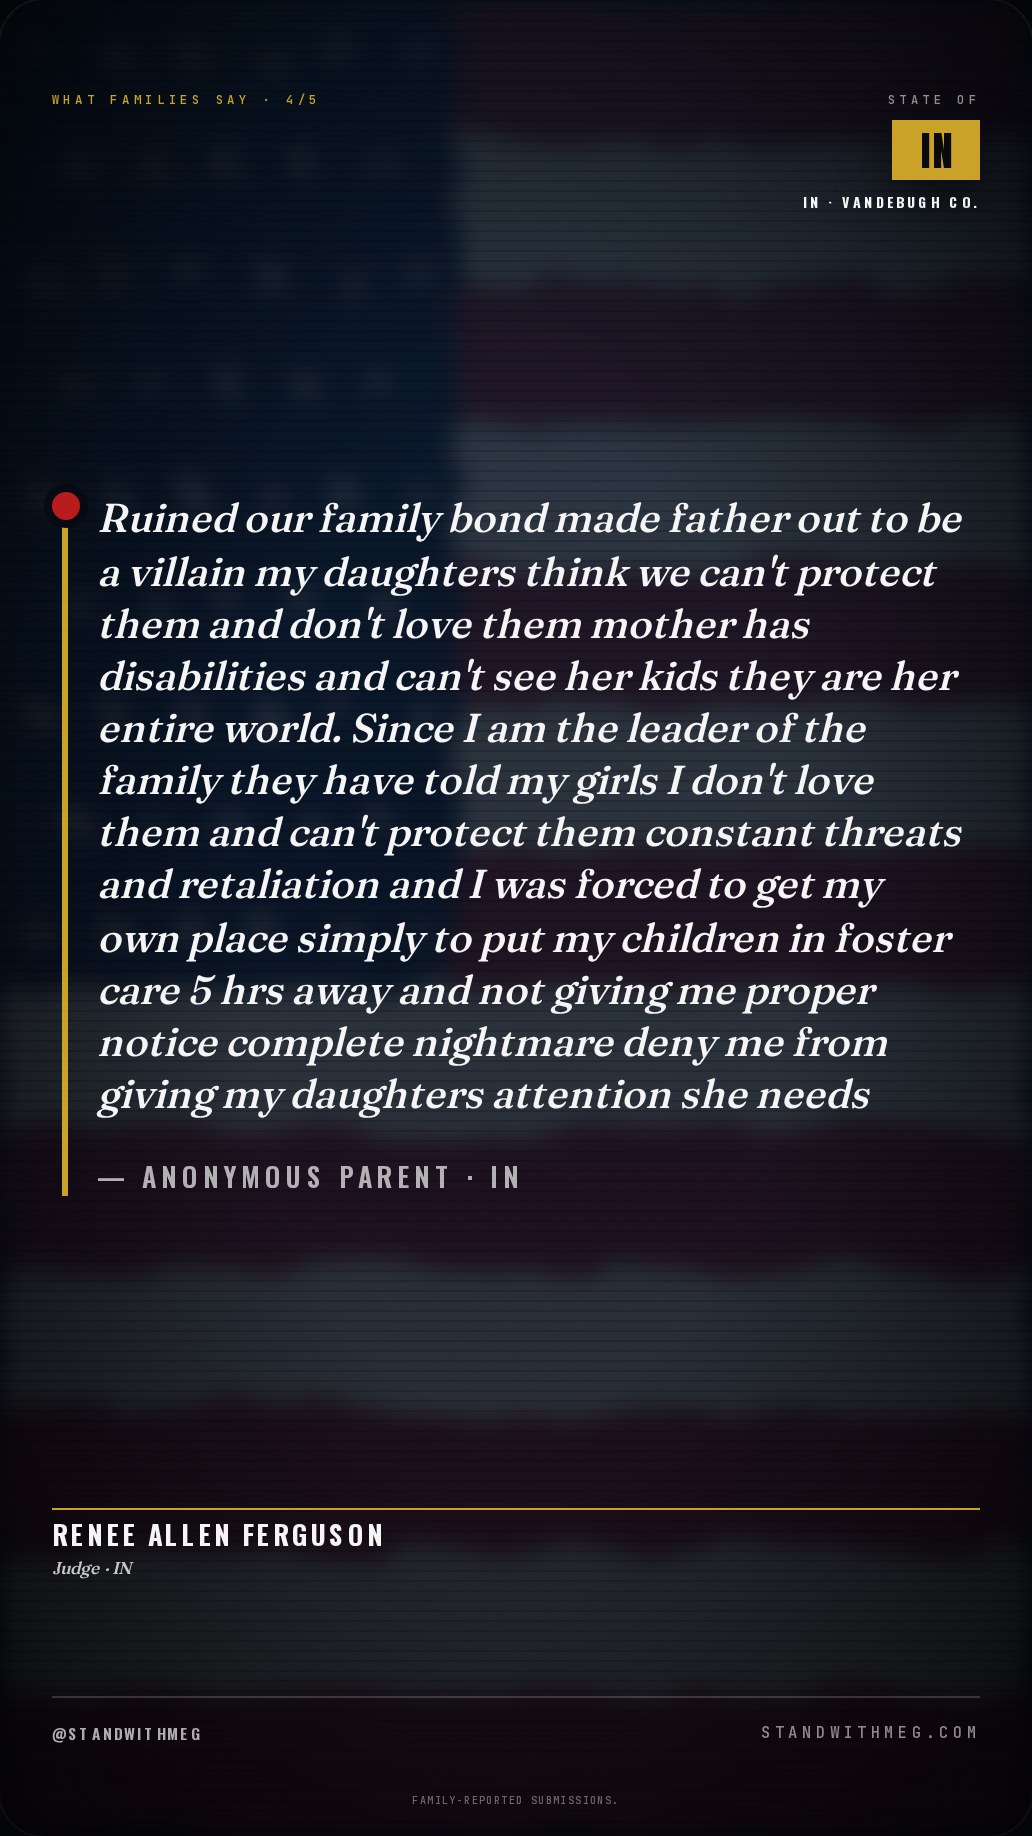 WHAT FAMILIES SAY · 4/5
STATE OF
IN
IN · VANDEBUGH CO.
Ruined our family bond made father out to be
a villain my daughters think we can't protect
them and don't love them mother has
disabilities and can't see her kids they are her
entire world. Since I am the leader of the
family they have told my girls I don't love
them and can't protect them constant threats
and retaliation and I was forced to get my
own place simply to put my children in foster
care 5 hrs away and not giving me proper
notice complete nightmare deny me from
giving my daughters attention she needs
— ANONYMOUS PARENT · IN
RENEE ALLEN FERGUSON
Judge · IN
@STANDWITHMEG
STANDWITHMEG.COM
FAMILY-REPORTED SUBMISSIONS.